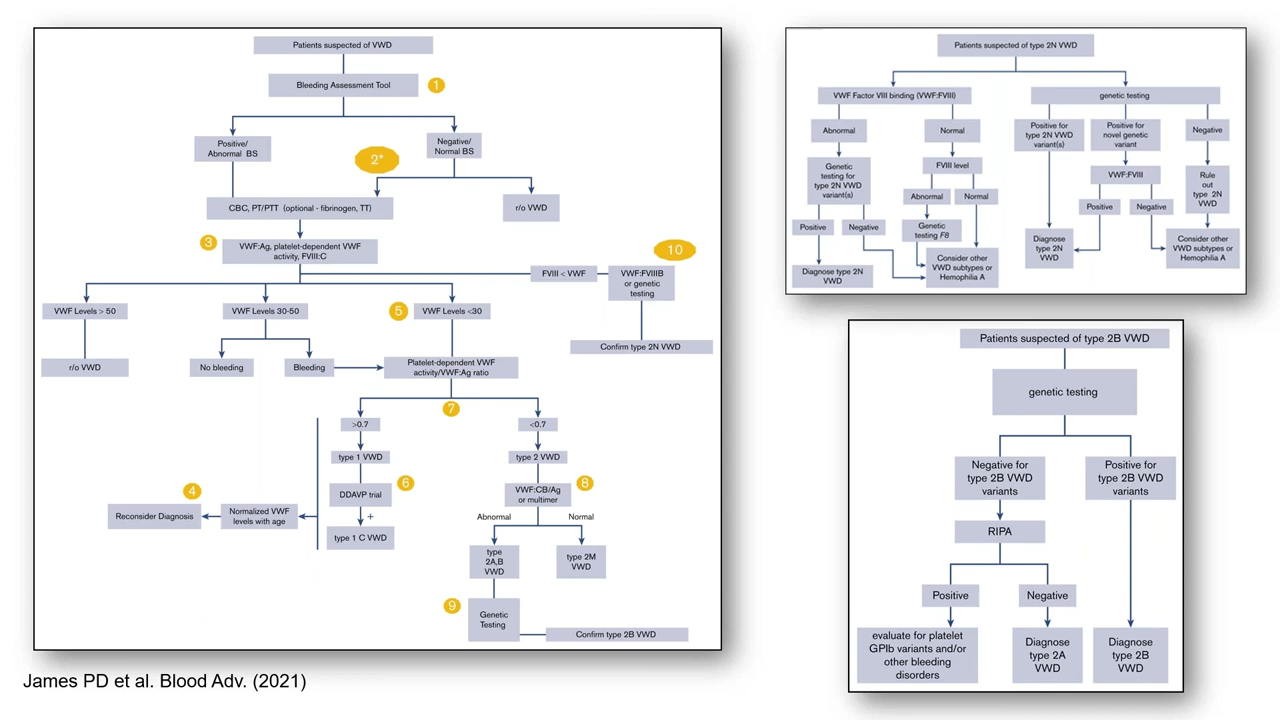 Patients suspected of VWD
Bleeding Assessment Tool
1
Positive/
Abnormal BS
Negative/
Normal BS
2*
CBC, PT/PTT (optional - fibrinogen, TT)
r/o VWD
3
VWF:Ag, platelet-dependent VWF
activity, FVIII:C
10
FVIII < VWF
VWF:FVIIIB
or genetic
testing
VWF Levels > 50
VWF Levels 30-50
5
VWF Levels <30
Confirm type 2N VWD
r/o VWD
No bleeding
Bleeding
Platelet-dependent VWF
activity/VWF:Ag ratio
7
>0.7
<0.7
type 1 VWD
type 2 VWD
DDAVP trial
6
VWF:CB/Ag
or multimer
8
4
Reconsider Diagnosis
Normalized VWF
levels with age
+
type 1 C VWD
Abnormal
Normal
type
2A,B
VWD
type 2M
VWD
9
Genetic
Testing
Confirm type 2B VWD
James PD et al. Blood Adv. (2021)
Patients suspected of type 2N VWD
VWF Factor VIII binding (VWF:FVIII)
genetic testing
Abnormal
Normal
Positive for
type 2N VWD
variant(s)
Positive for
novel genetic
variant
Negative
Genetic
testing for
type 2N VWD
variant(s)
FVIII level
VWF:FVIII
Rule
out
type 2N
VWD
Abnormal
Normal
Positive
Negative
Positive
Negative
Genetic
testing F8
Diagnose
type 2N
VWD
Consider other
VWD subtypes or
Hemophilia A
Diagnose type 2N
VWD
Consider other
VWD subtypes or
Hemophilia A
Patients suspected of type 2B VWD
genetic testing
Negative for
type 2B VWD
variants
Positive for
type 2B VWD
variants
RIPA
Positive
Negative
evaluate for platelet
GPIb variants and/or
other bleeding
disorders
Diagnose
type 2A
VWD
Diagnose
type 2B
VWD